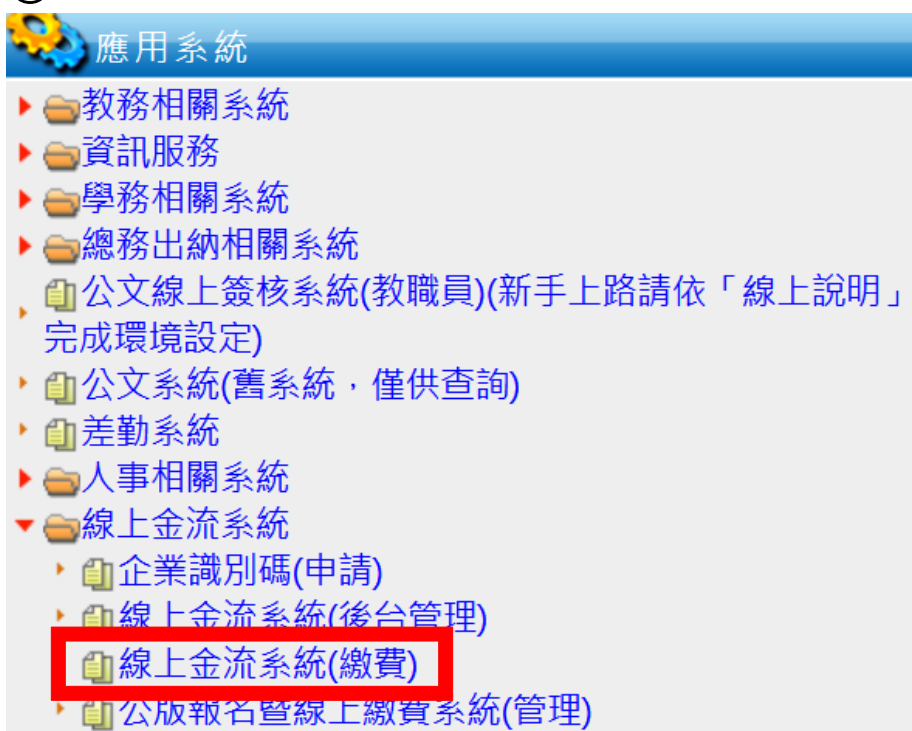 應用系統
教務相關系統
資訊服務
學務相關系統
總務出納相關系統
公文線上簽核系統(教職員)(新手上路請依「線上說明」
完成環境設定)
公文系統(舊系統，僅供查詢)
差勤系統
人事相關系統
線上金流系統
企業識別碼(申請)
線上金流系統(後台管理)
線上金流系統(繳費)
公版報名暨線上繳費系統(管理)